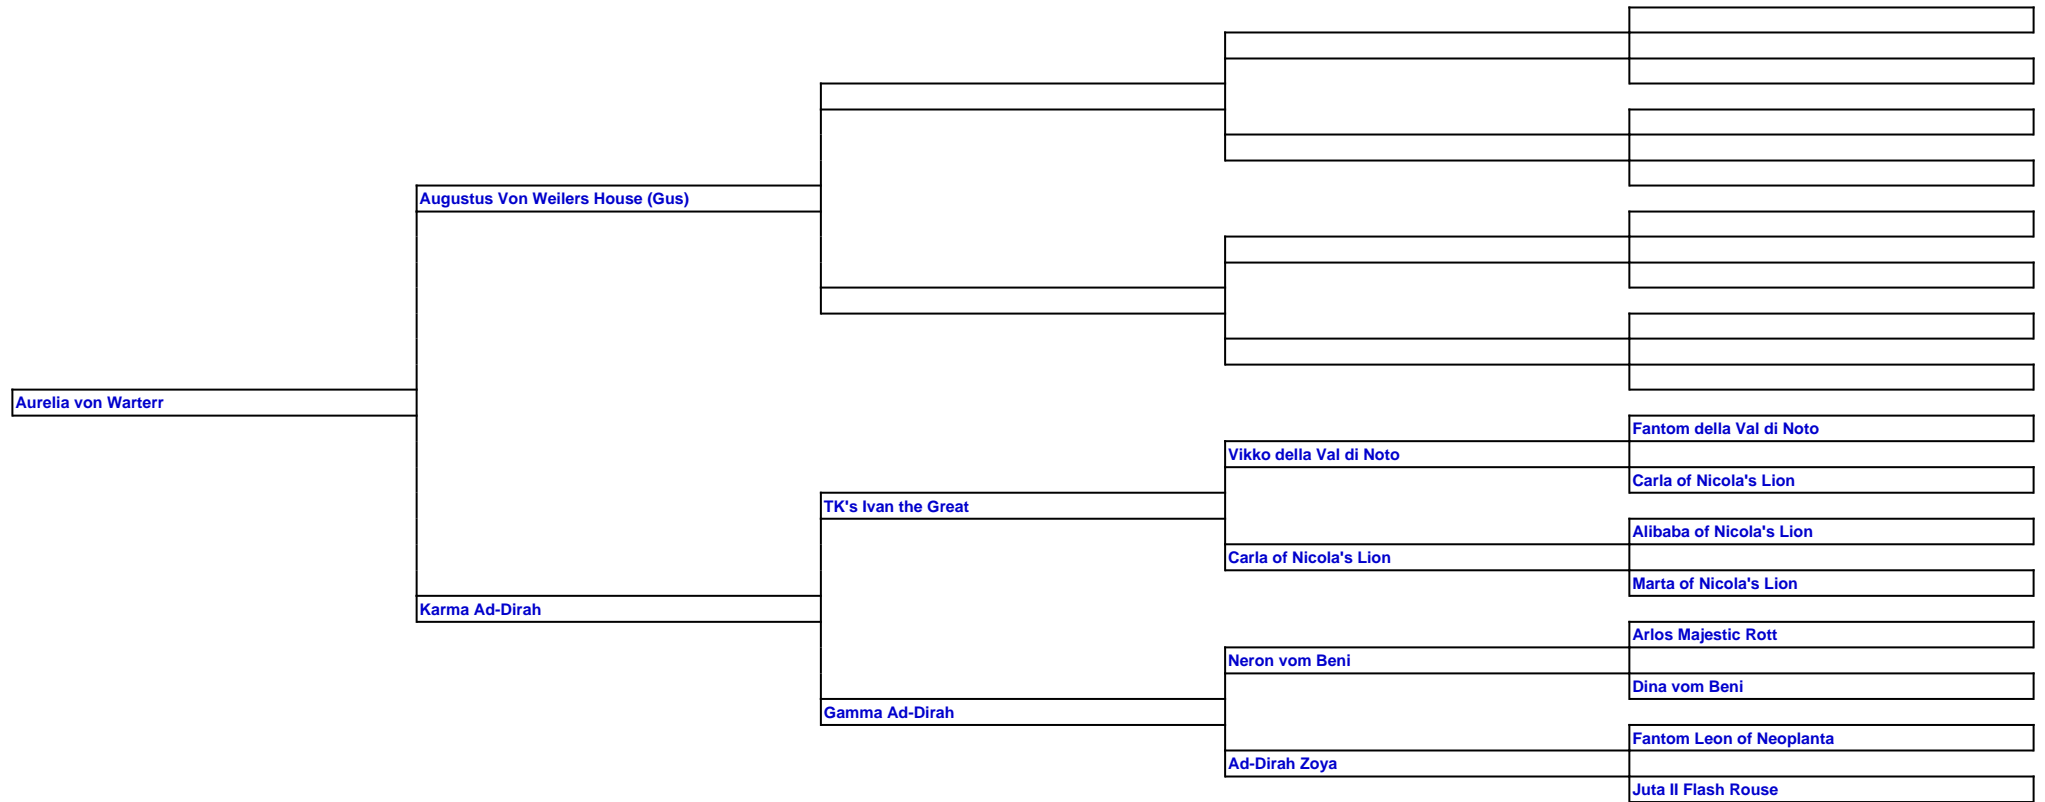 Augustus Von Weilers House (Gus)
Aurelia von Warterr
Fantom della Val di Noto
Vikko della Val di Noto
Carla of Nicola's Lion
TK's Ivan the Great
Alibaba of Nicola's Lion
Carla of Nicola's Lion
Marta of Nicola's Lion
Karma Ad-Dirah
Arlos Majestic Rott
Neron vom Beni
Dina vom Beni
Gamma Ad-Dirah
Fantom Leon of Neoplanta
Ad-Dirah Zoya
Juta II Flash Rouse